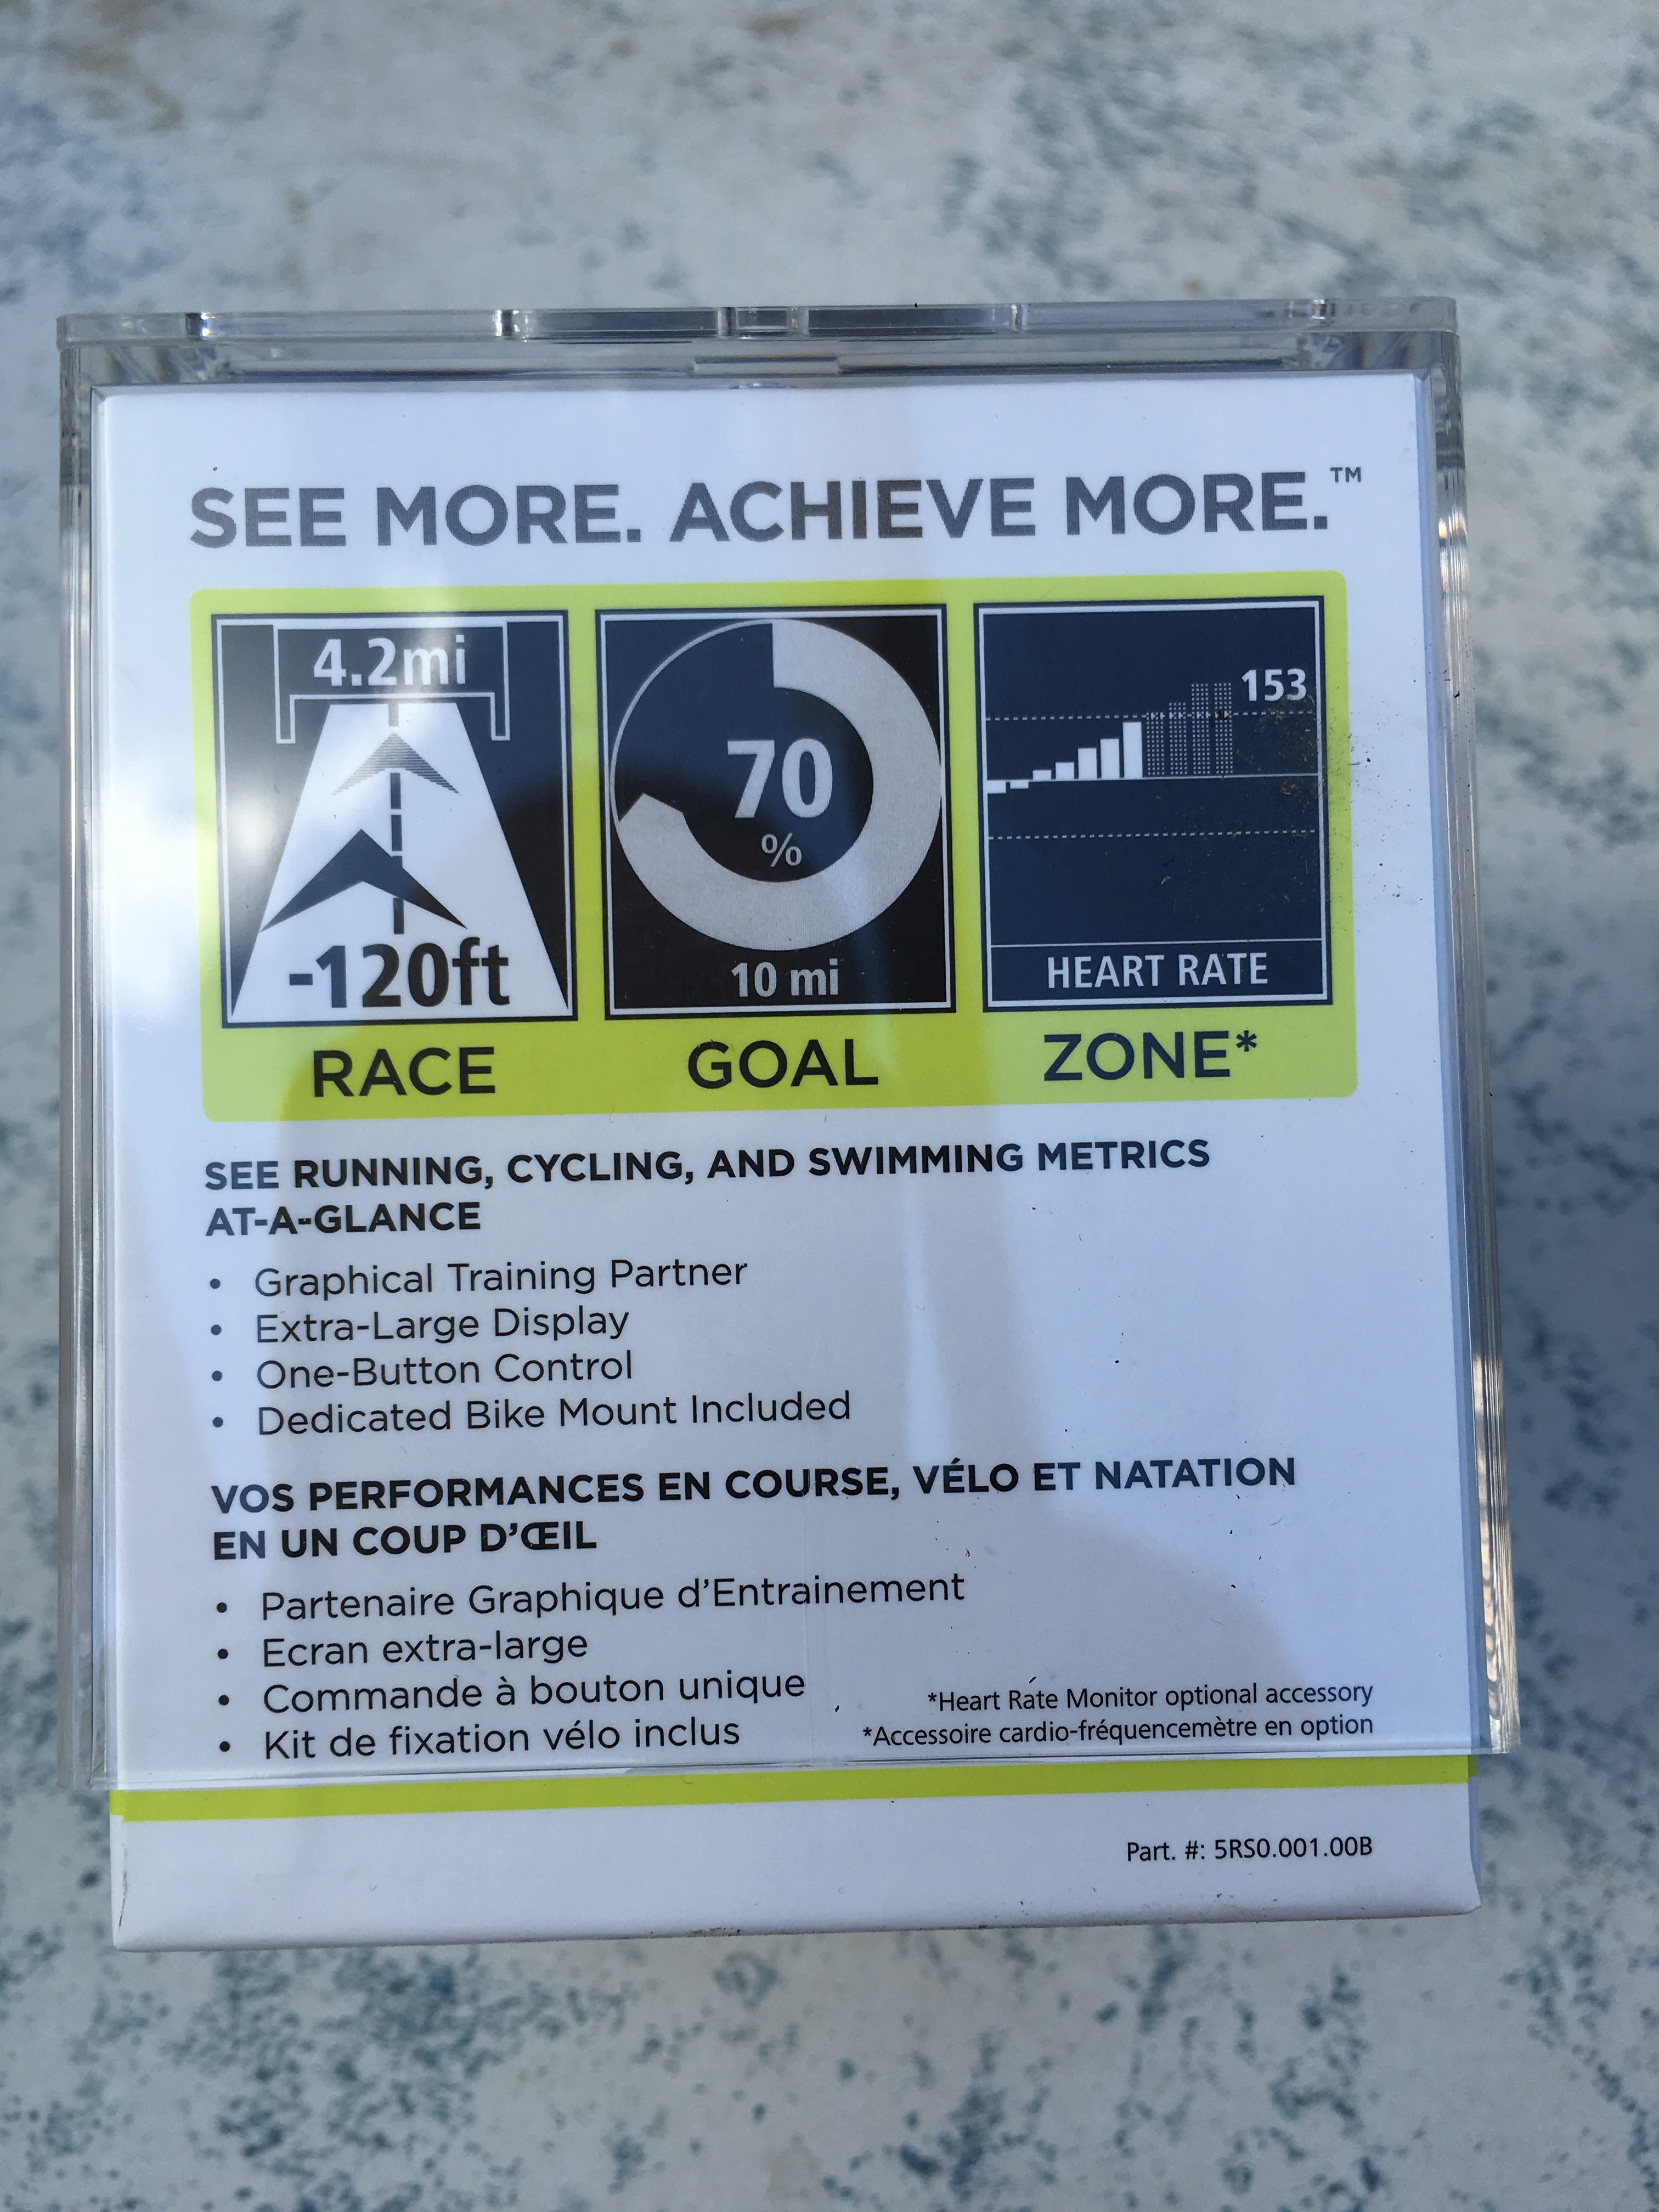 SEE MORE. ACHIEVE MORE.™
4.2mi
-120ft
RACE
70
%
10 mi
GOAL
153
HEART RATE
ZONE*
SEE RUNNING, CYCLING, AND SWIMMING METRICS
AT-A-GLANCE
• Graphical Training Partner
• Extra-Large Display
• One-Button Control
• Dedicated Bike Mount Included
VOS PERFORMANCES EN COURSE, VÉLO ET NATATION
EN UN COUP D'ŒIL
• Partenaire Graphique d'Entrainement
• Ecran extra-large
• Commande à bouton unique
• Kit de fixation vélo inclus
*Heart Rate Monitor optional accessory
*Accessoire cardio-fréquencemètre en option
Part. #: 5RS0.001.00B